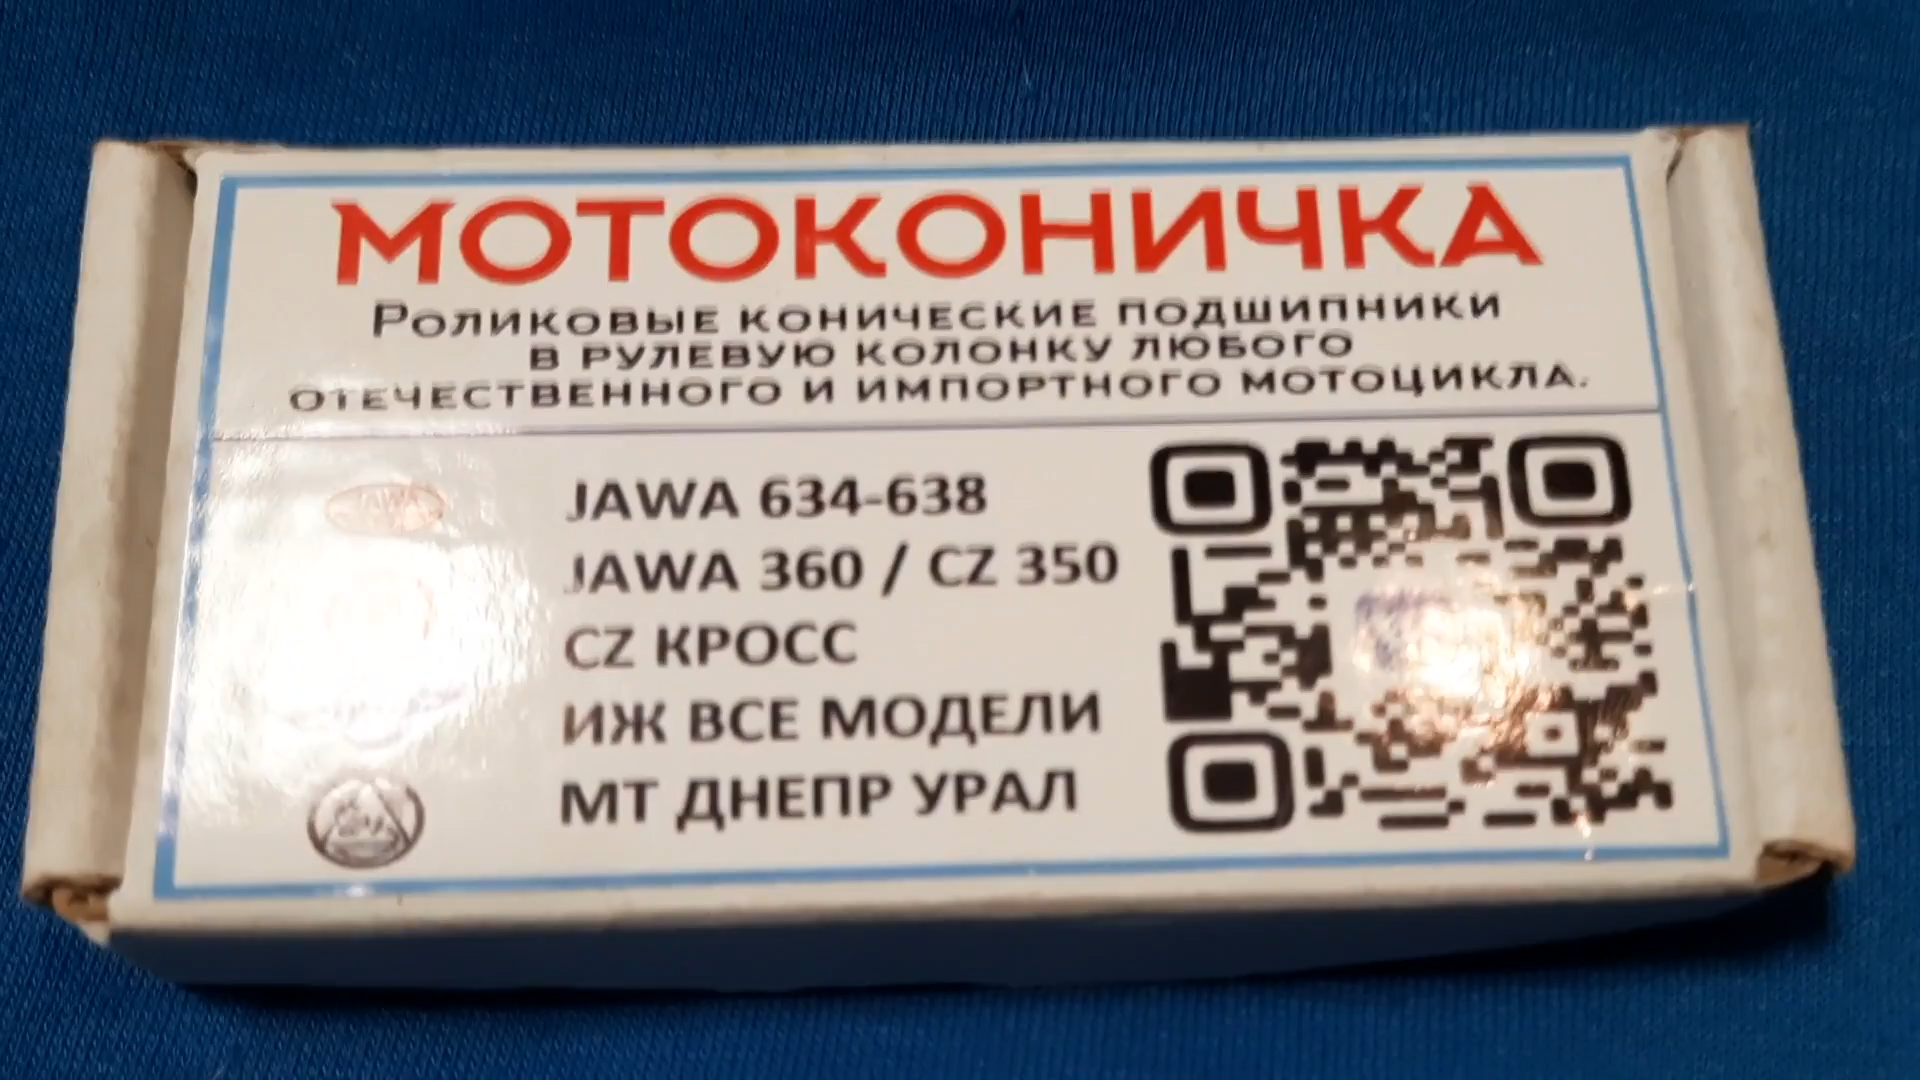 МОТОКОНИЧКА
РОЛИКОВЫЕ КОНИЧЕСКИЕ ПОДШИПНИКИ
В РУЛЕВУЮ КОЛОНКУ ЛЮБОГО
ОТЕЧЕСТВЕННОГО И ИМПОРТНОГО МОТОЦИКЛА.
JAWA
JAWA 634-638
JAWA 360 / CZ 350
CZ КРОСС
ИЖ ВСЕ МОДЕЛИ
МТ ДНЕПР УРАЛ